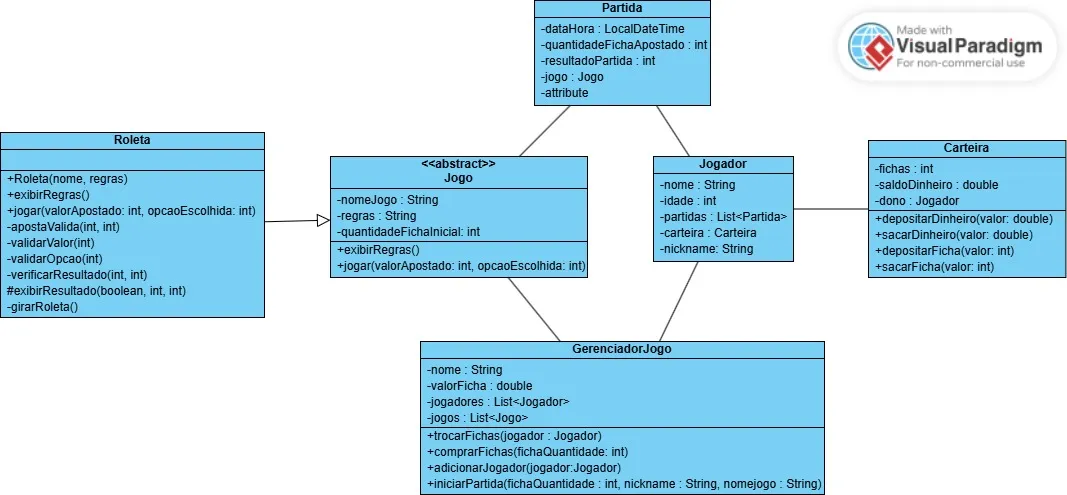 Partida
-dataHora : LocalDateTime
-quantidadeFichaApostado : int
-resultadoPartida : int
-jogo : Jogo
-attribute
Made with
VisualParadigm
For non-commercial use
Roleta
+Roleta(nome, regras)
+exibirRegras()
+jogar(valorApostado: int, opcaoEscolhida: int)
-apostaValida(int, int)
-validarValor(int)
-validarOpcao(int)
-verificarResultado(int, int)
#exibirResultado(boolean, int, int)
-girarRoleta()
<<abstract>>
Jogo
-nomeJogo : String
-regras : String
-quantidadeFichaInicial: int
+exibirRegras()
+jogar(valorApostado: int, opcaoEscolhida: int)
Jogador
-nome : String
-idade : int
-partidas : List<Partida>
-carteira : Carteira
-nickname: String
Carteira
-fichas : int
-saldoDinheiro : double
-dono : Jogador
+depositarDinheiro(valor: double)
+sacarDinheiro(valor: double)
+depositarFicha(valor: int)
+sacarFicha(valor: int)
GerenciadorJogo
-nome : String
-valorFicha : double
-jogadores : List<Jogador>
-jogos : List<Jogo>
+trocarFichas(jogador : Jogador)
+comprarFichas(fichaQuantidade: int)
+adicionarJogador(jogador:Jogador)
+iniciarPartida(fichaQuantidade : int, nickname : String, nomejogo : String)